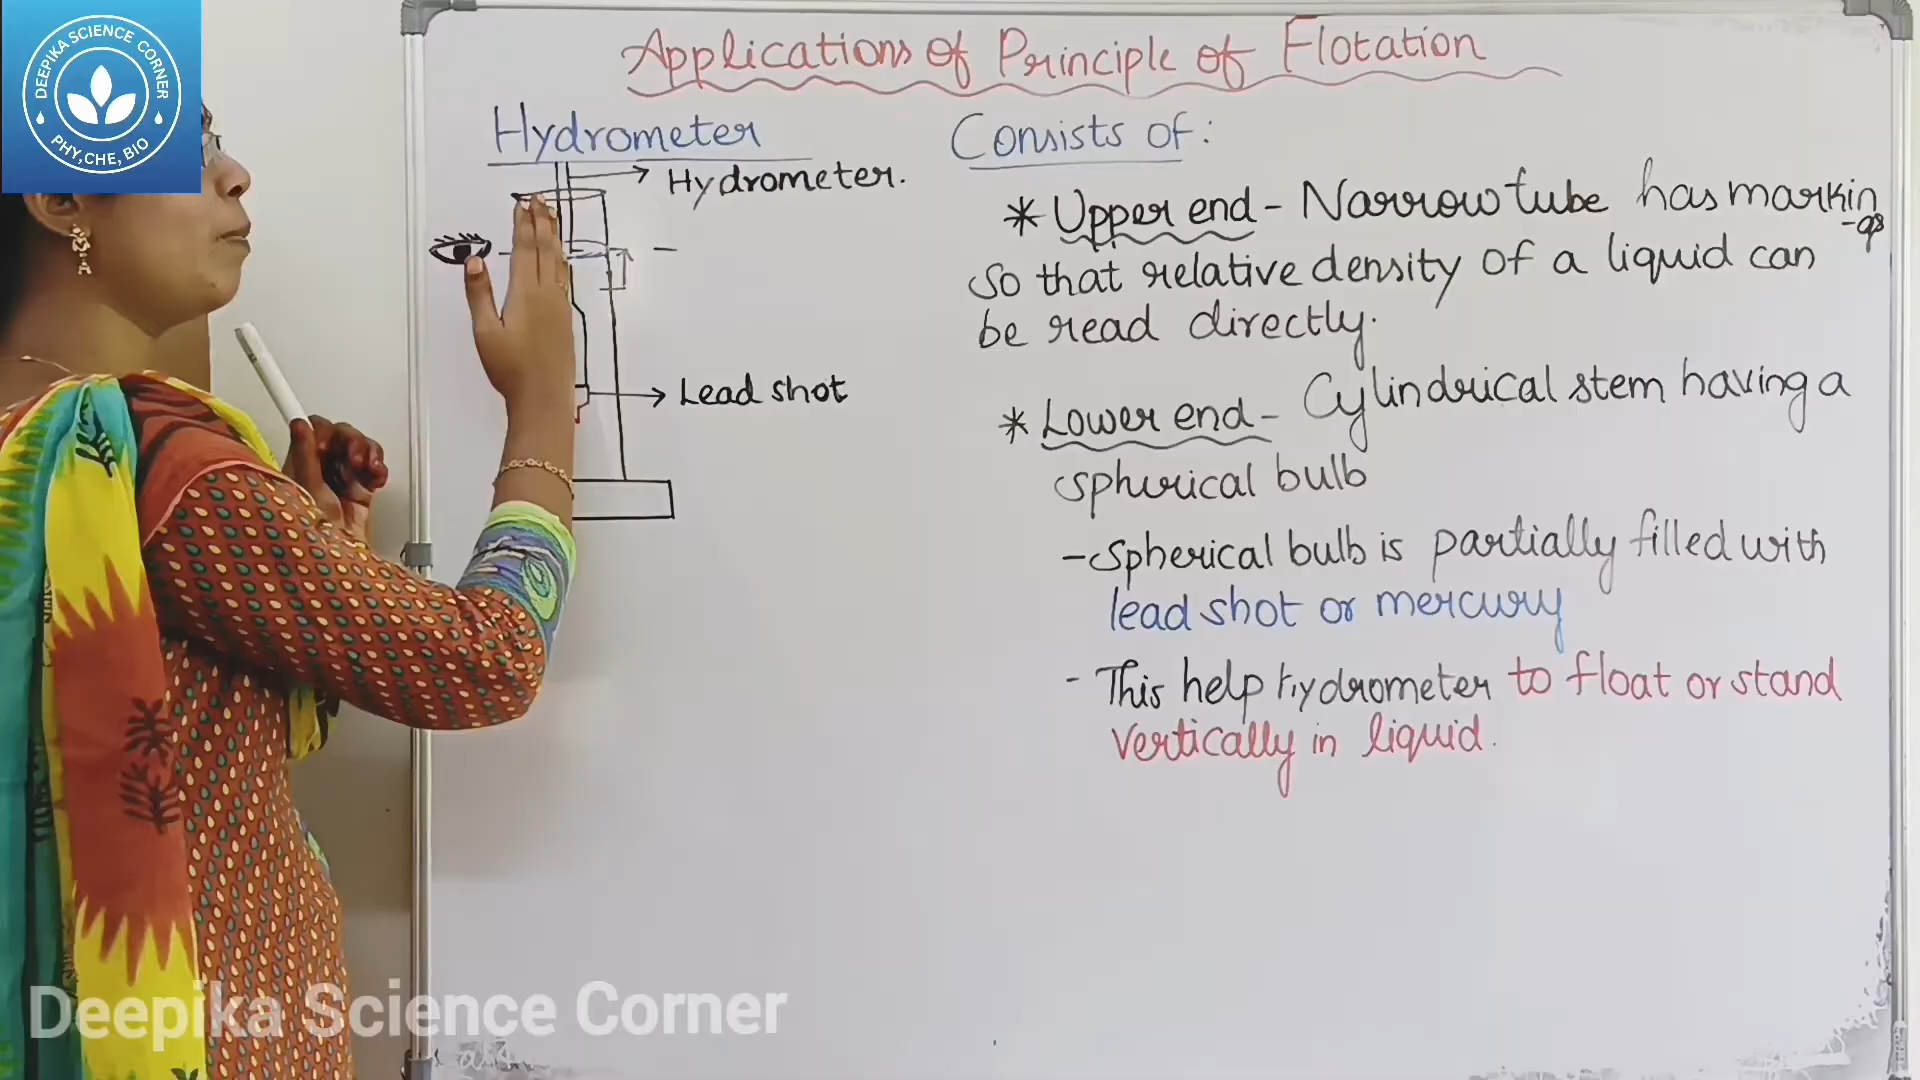 DEEPIKA SCIENCE CORNER
PHY,CHE, BIO
Applications of Principle of Flotation
Hydrometer
Hydrometer.
Lead shot
Consists of :
* Upper end - Narrow tube has markin
-gs
so that relative density of a liquid can
be read directly.
* Lower end - Cylindrical stem having a
spherical bulb
- Spherical bulb is partially filled with
lead shot or mercury
- This help hydrometer to float or stand
vertically in liquid.
Deepika Science Corner